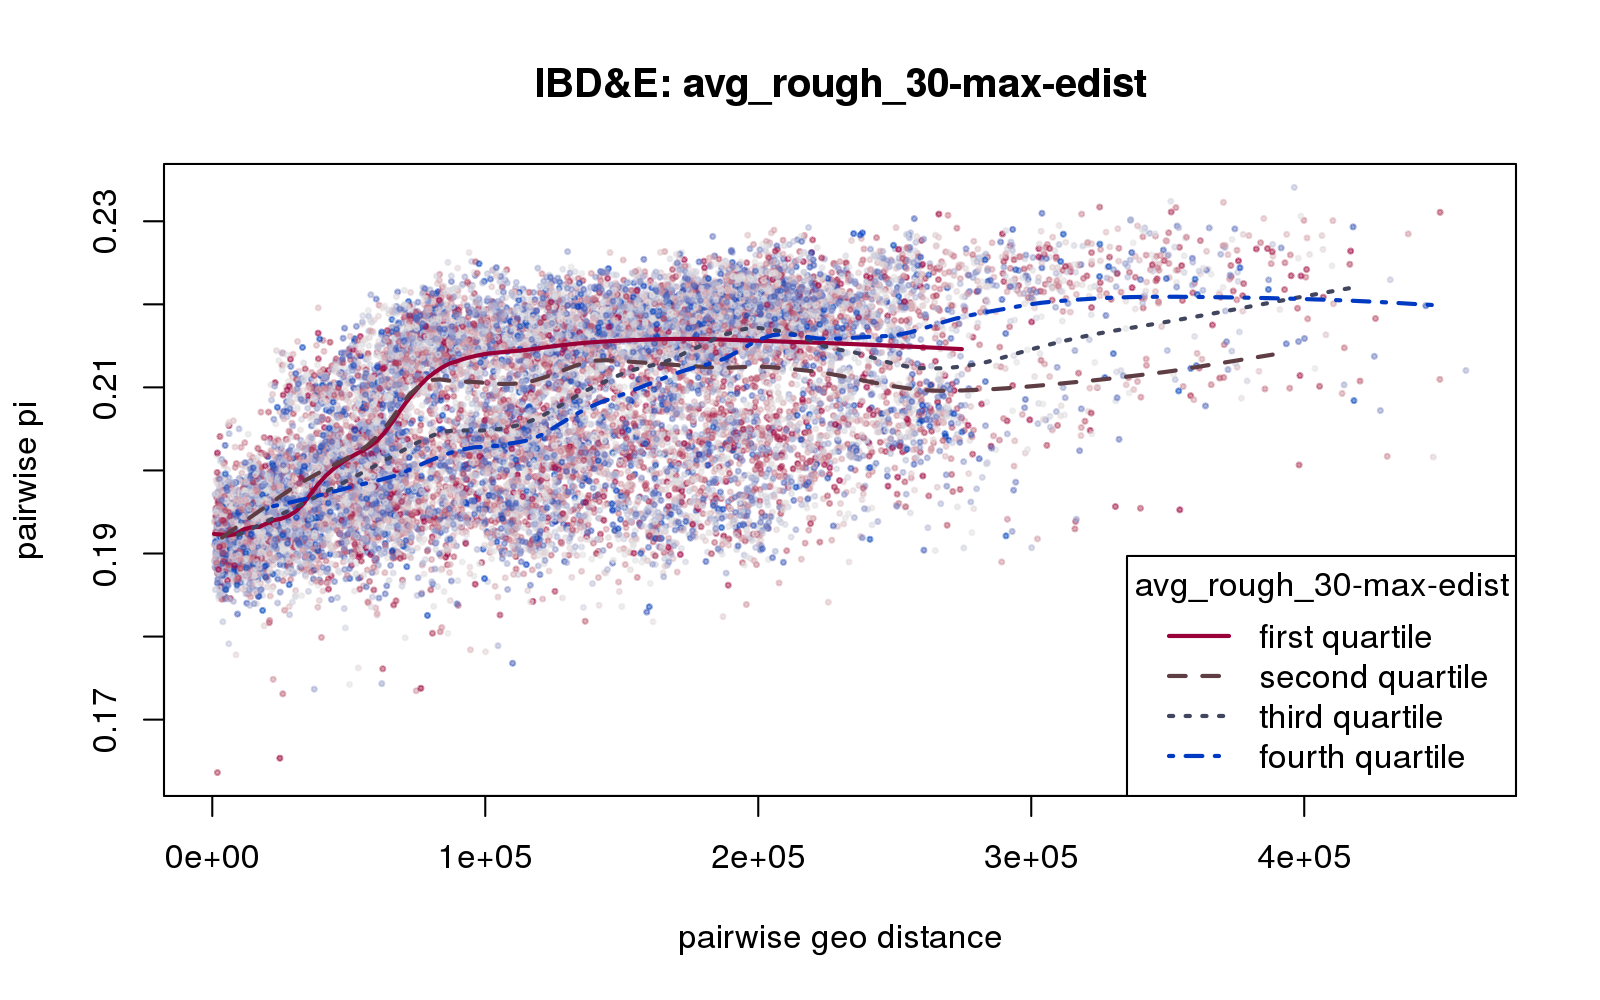 IBD&E: avg_rough_30-max-edist
pairwise pi
0.23
0.21
0.19
0.17
0e+00 1e+05 2e+05 3e+05 4e+05
pairwise geo distance
avg_rough_30-max-edist
first quartile
second quartile
third quartile
fourth quartile